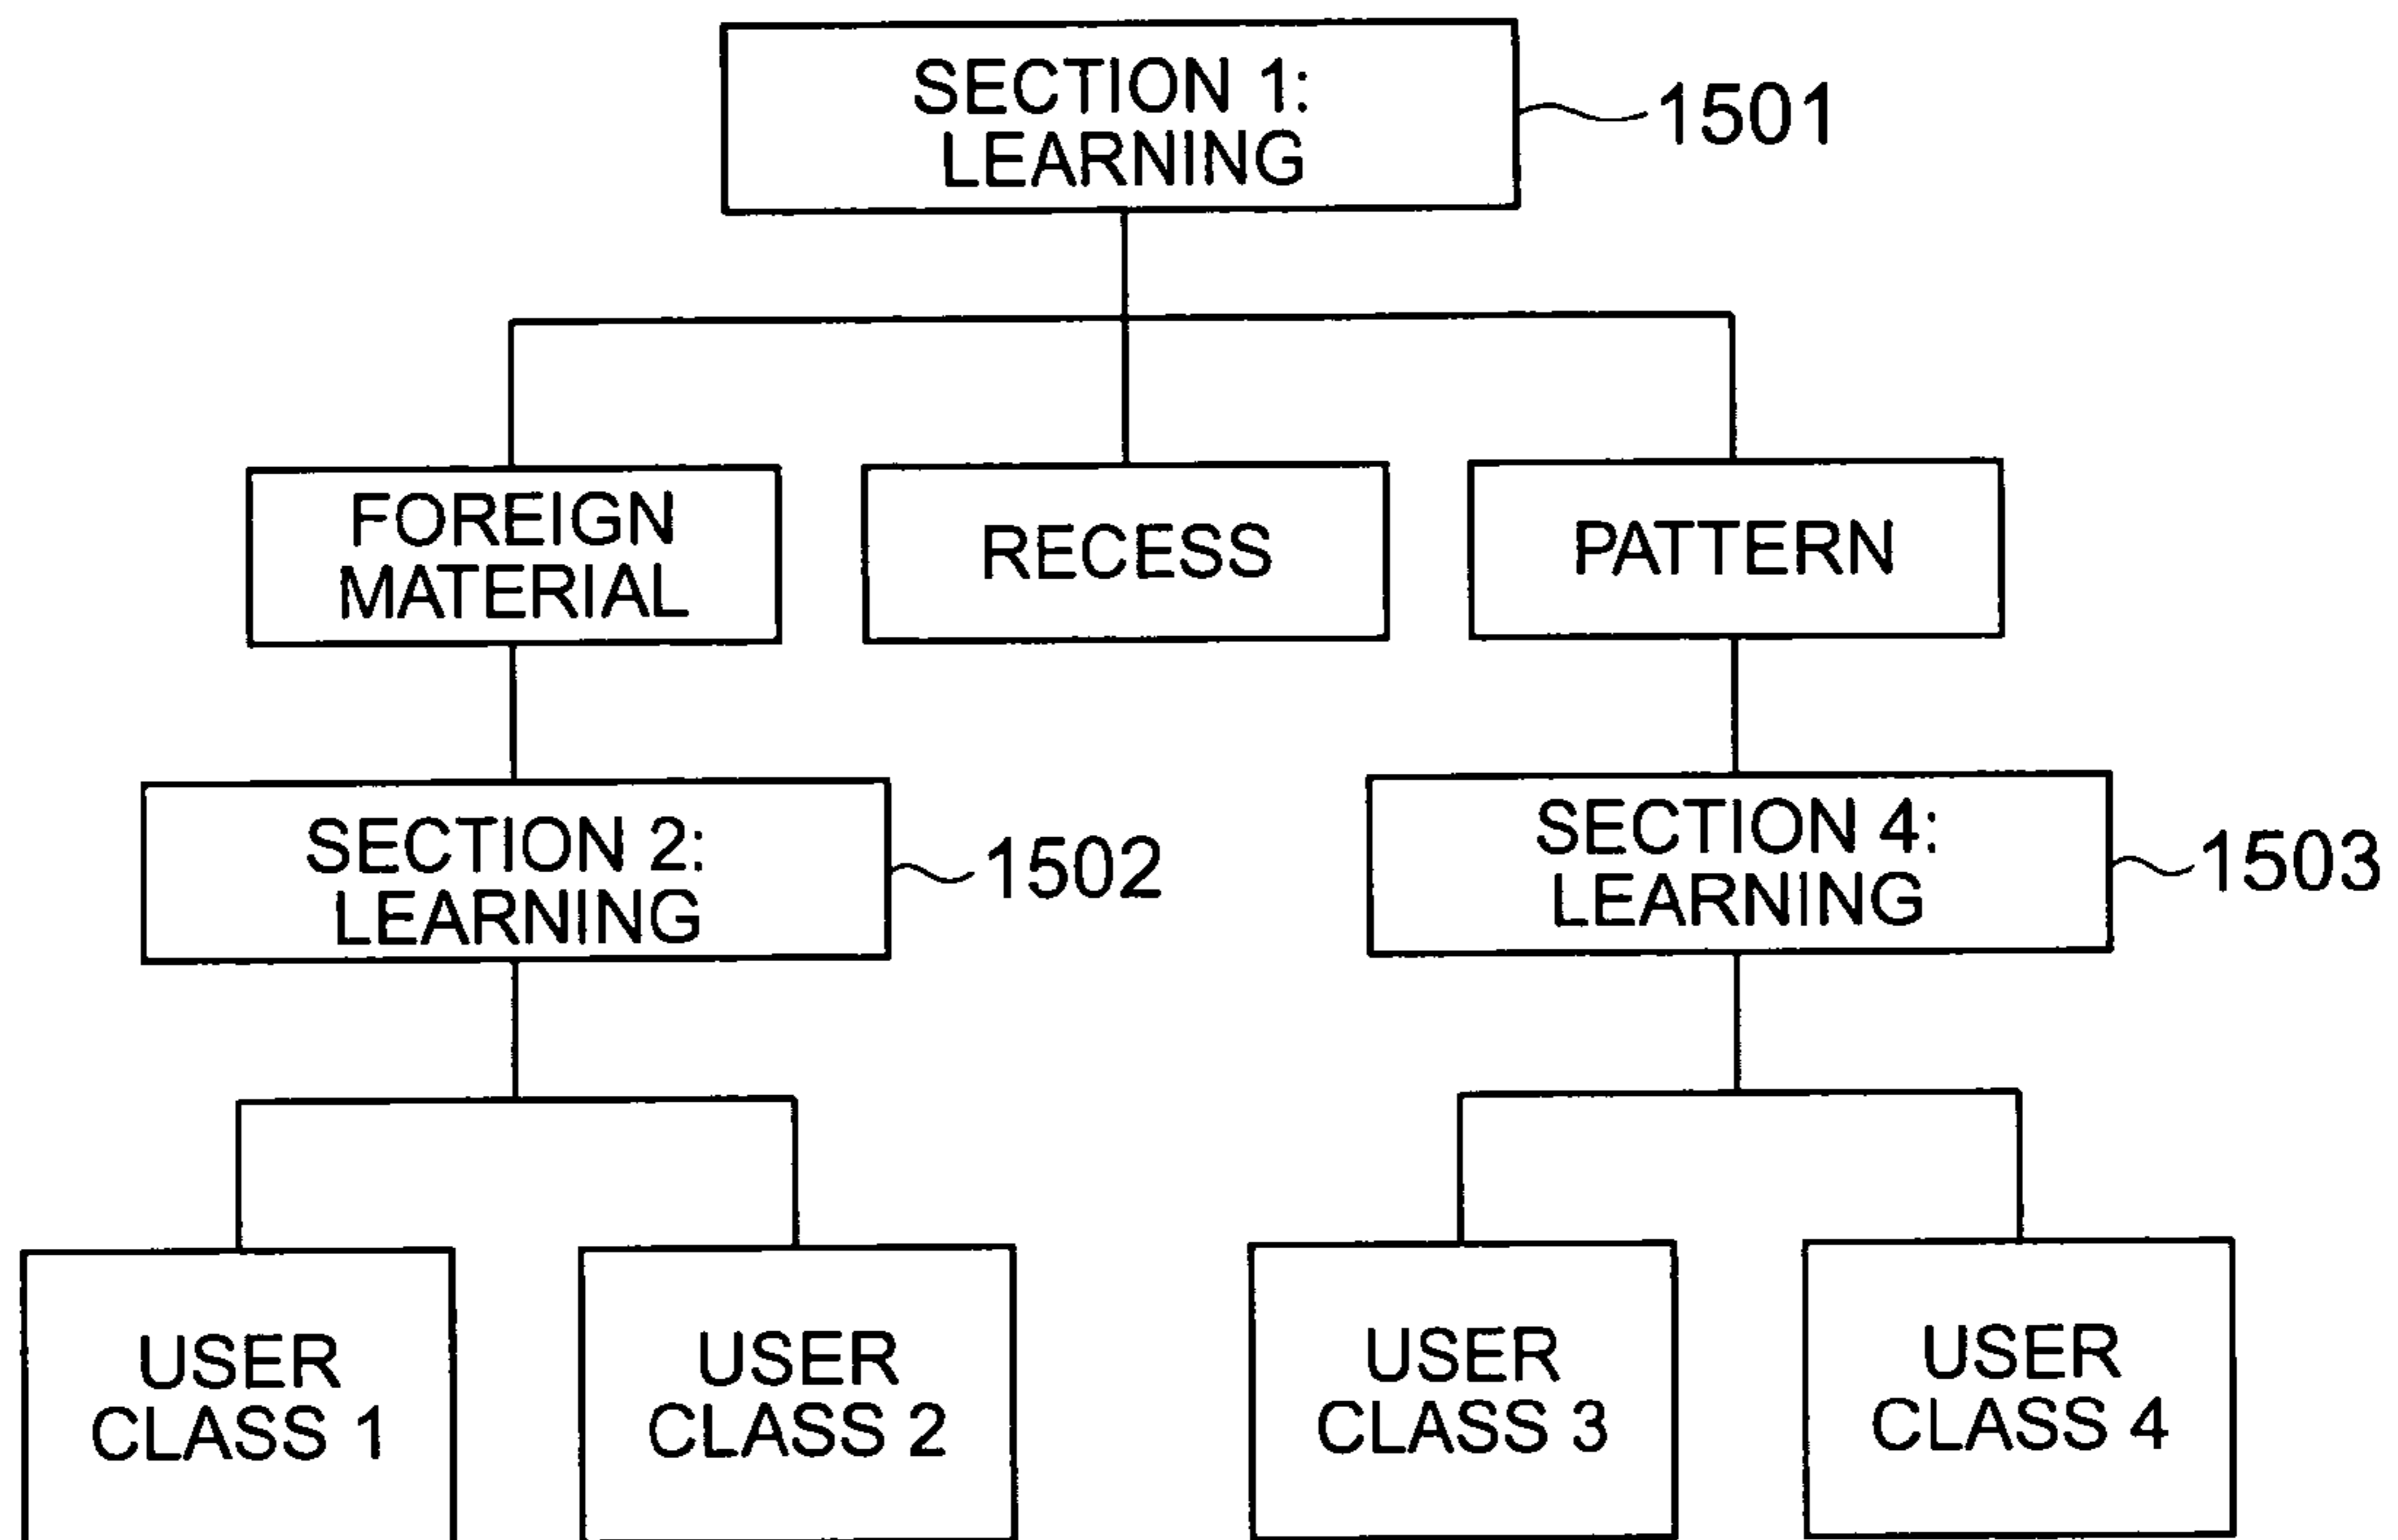 SECTION 1:
LEARNING
1501
FOREIGN
MATERIAL
RECESS
PATTERN
SECTION 2:
LEARNING
1502
SECTION 4:
LEARNING
1503
USER
CLASS 1
USER
CLASS 2
USER
CLASS 3
USER
CLASS 4